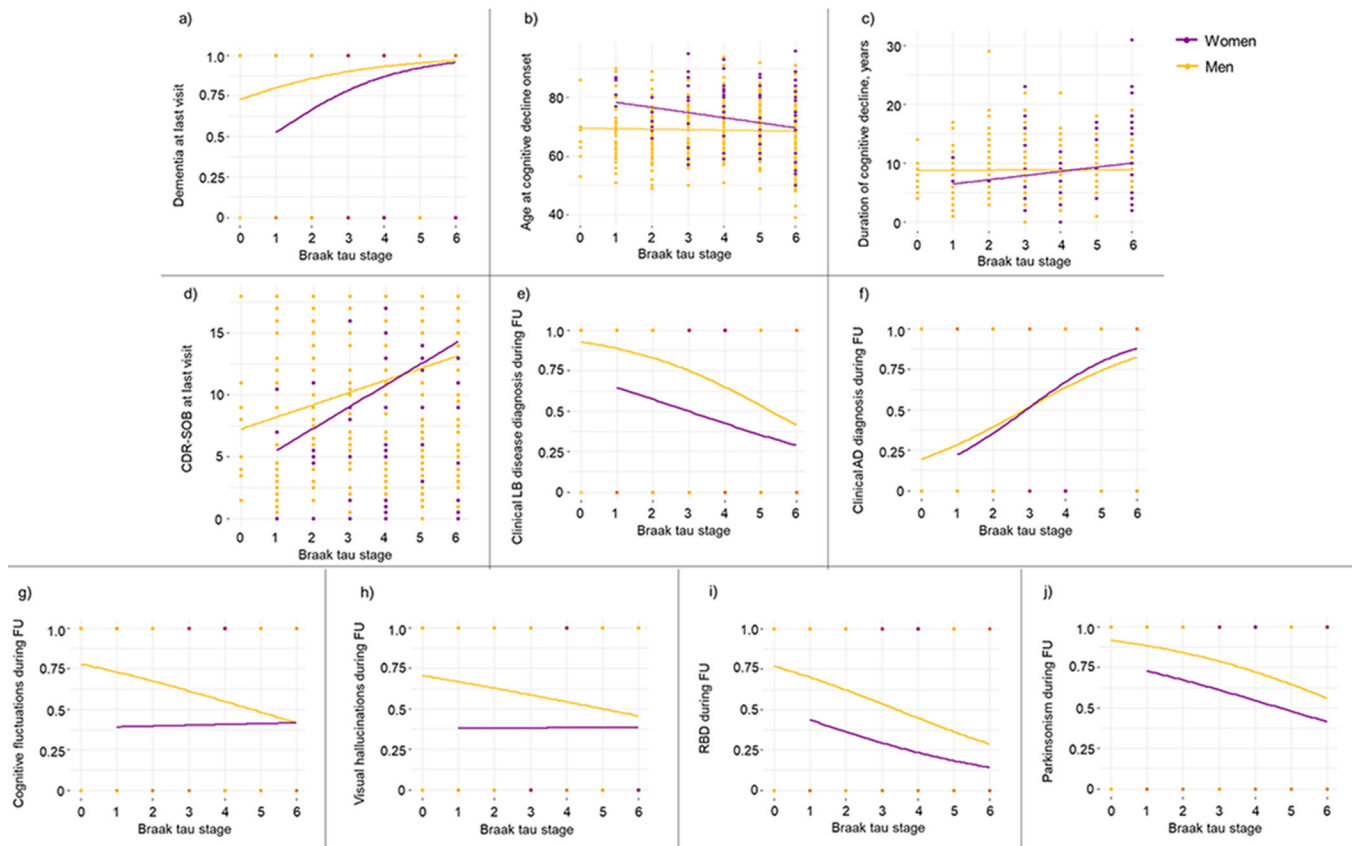 a)
Dementia at last visit
1.0
0.75
0.5
0.25
0
0 1 2 3 4 5 6
Braak tau stage
b)
Age at cognitive decline onset
80
60
40
0 1 2 3 4 5 6
Braak tau stage
c)
Duration of cognitive decline, years
30
20
10
0
0 1 2 3 4 5 6
Braak tau stage
Women
Men
d)
CDR-SOB at last visit
15
10
5
0
0 1 2 3 4 5 6
Braak tau stage
e)
Clinical LB disease diagnosis during FU
1.0
0.75
0.5
0.25
0
0 1 2 3 4 5 6
Braak tau stage
f)
Clinical AD diagnosis during FU
1.0
0.75
0.5
0.25
0
0 1 2 3 4 5 6
Braak tau stage
g)
Cognitive fluctuations during FU
1.0
0.75
0.5
0.25
0
0 1 2 3 4 5 6
Braak tau stage
h)
Visual hallucinations during FU
1.0
0.75
0.5
0.25
0
0 1 2 3 4 5 6
Braak tau stage
i)
RBD during FU
1.0
0.75
0.5
0.25
0
0 1 2 3 4 5 6
Braak tau stage
j)
Parkinsonism during FU
1.0
0.75
0.5
0.25
0
0 1 2 3 4 5 6
Braak tau stage